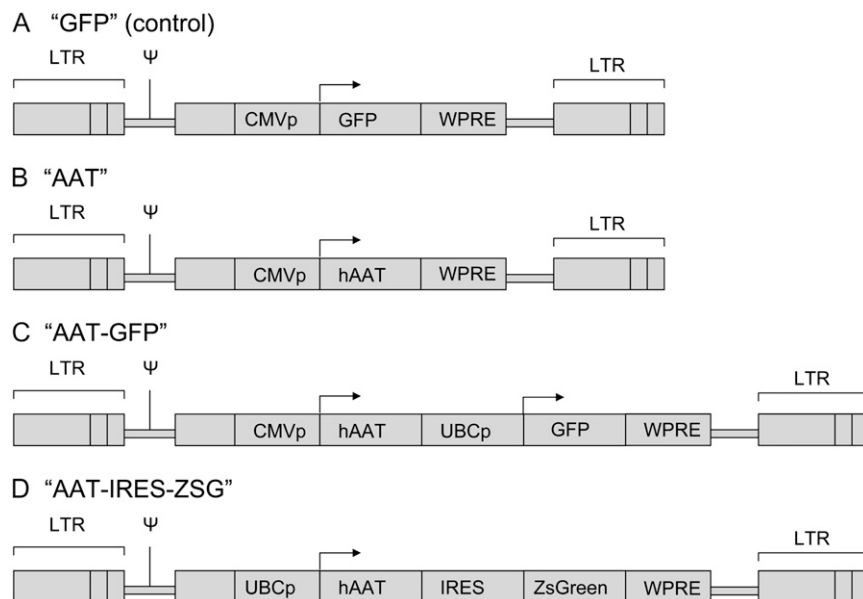 A "GFP" (control)
LTR Ψ LTR
CMVp GFP WPRE
B "AAT"
LTR Ψ LTR
CMVp hAAT WPRE
C "AAT-GFP"
LTR Ψ LTR
CMVp hAAT UBCp GFP WPRE
D "AAT-IRES-ZSG"
LTR Ψ LTR
UBCp hAAT IRES ZsGreen WPRE